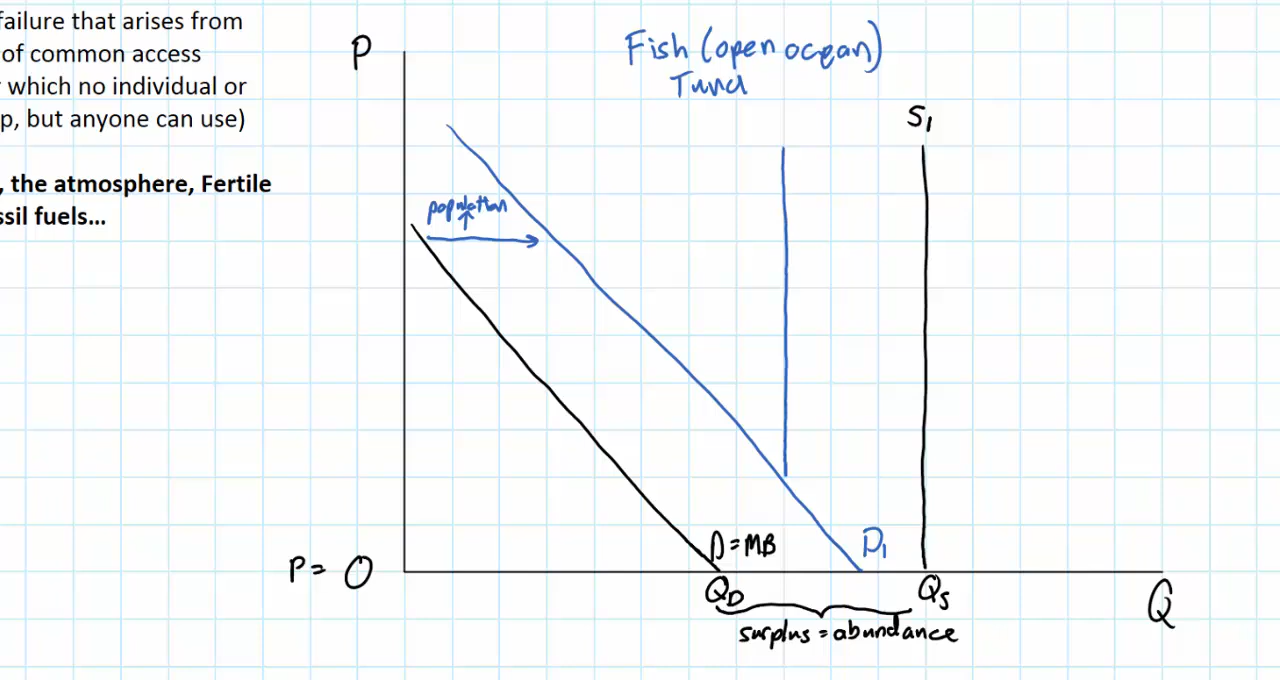 failure that arises from
of common access
which no individual or
p, but anyone can use)
, the atmosphere, Fertile
ssil fuels...
Fish (open ocean)
Tuna
P
S1
population
↑
D=MB
D1
P= 0
QD
QS
Q
surplus = abundance